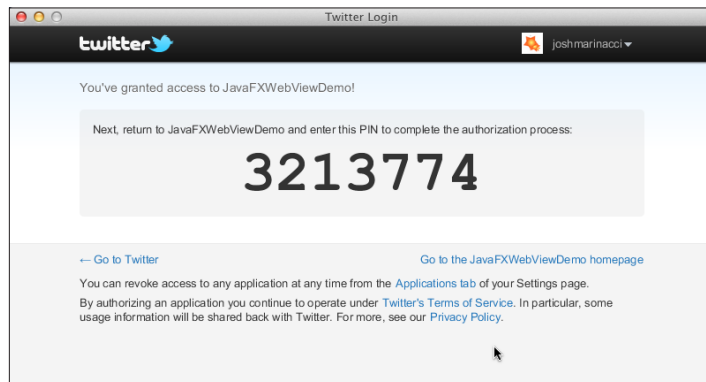 Twitter Login
twitter
joshmarinacci
You've granted access to JavaFXWebViewDemo!
Next, return to JavaFXWebViewDemo and enter this PIN to complete the authorization process:
3213774
← Go to Twitter
Go to the JavaFXWebViewDemo homepage
You can revoke access to any application at any time from the Applications tab of your Settings page.
By authorizing an application you continue to operate under Twitter's Terms of Service. In particular, some
usage information will be shared back with Twitter. For more, see our Privacy Policy.